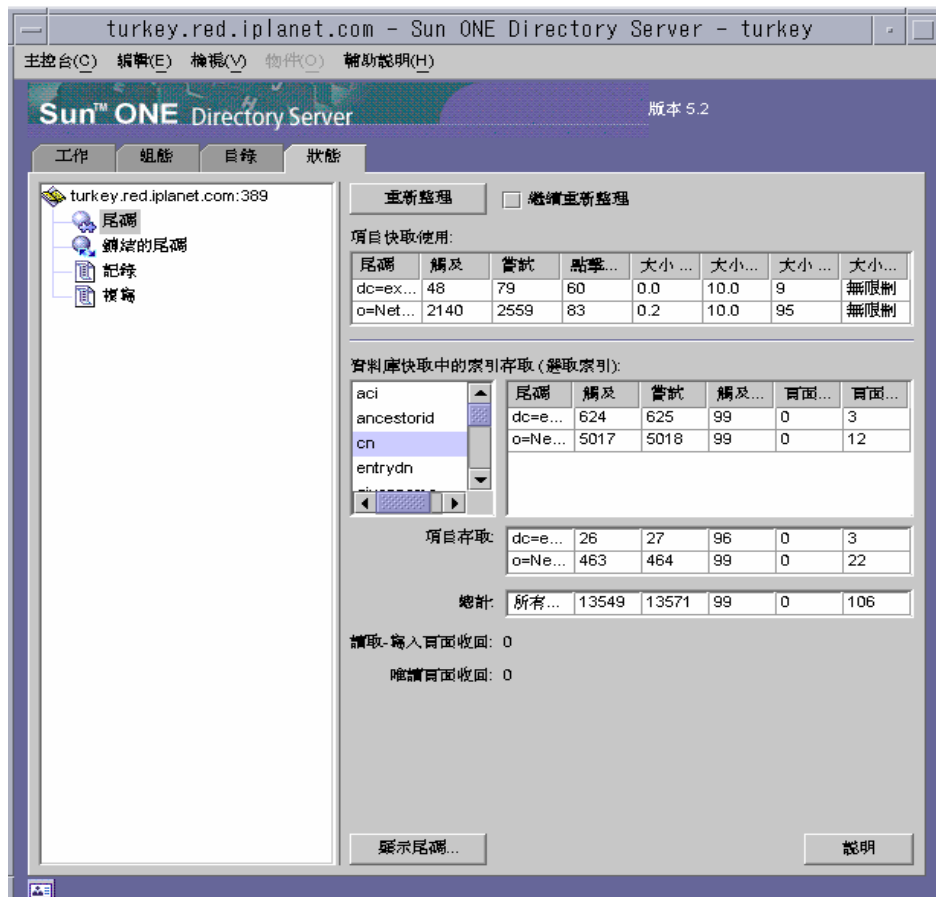 turkey.red.iplanet.com – Sun ONE Directory Server – turkey
主控台(C) 編輯(E) 檢視(V) 物件(O) 輔助說明(H)
Sun™ ONE Directory Server
版本 5.2
工作 組態 目錄 狀態
turkey.red.iplanet.com:389
尾碼
鏈結的尾碼
記錄
複寫
重新整理 繼續重新整理
項目快取使用:
尾碼 觸及 嘗試 點擊... 大小 ... 大小... 大小 ... 大小...
dc=ex... 48 79 60 0.0 10.0 9 無限制
o=Net... 2140 2559 83 0.2 10.0 95 無限制
資料庫快取中的索引存取 (選取索引):
aci
ancestorid
cn
entrydn
尾碼 觸及 嘗試 觸及... 頁面... 頁面...
dc=e... 624 625 99 0 3
o=Ne... 5017 5018 99 0 12
項目存取: dc=e... 26 27 96 0 3
o=Ne... 463 464 99 0 22
總計: 所有... 13549 13571 99 0 106
讀取-寫入頁面收回: 0
唯讀頁面收回: 0
顯示尾碼... 說明